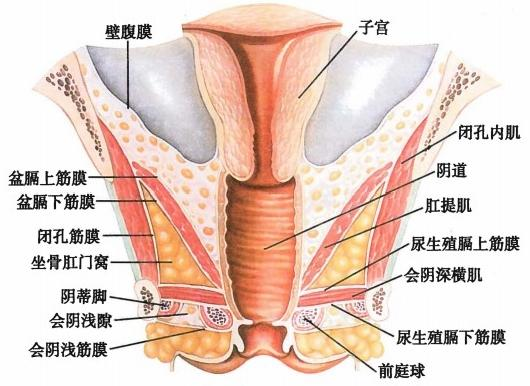 壁腹膜
子宫
闭孔内肌
盆膈上筋膜
阴道
盆膈下筋膜
肛提肌
闭孔筋膜
尿生殖膈上筋膜
坐骨肛门窝
会阴深横肌
阴蒂脚
会阴浅隙
尿生殖膈下筋膜
会阴浅筋膜
前庭球